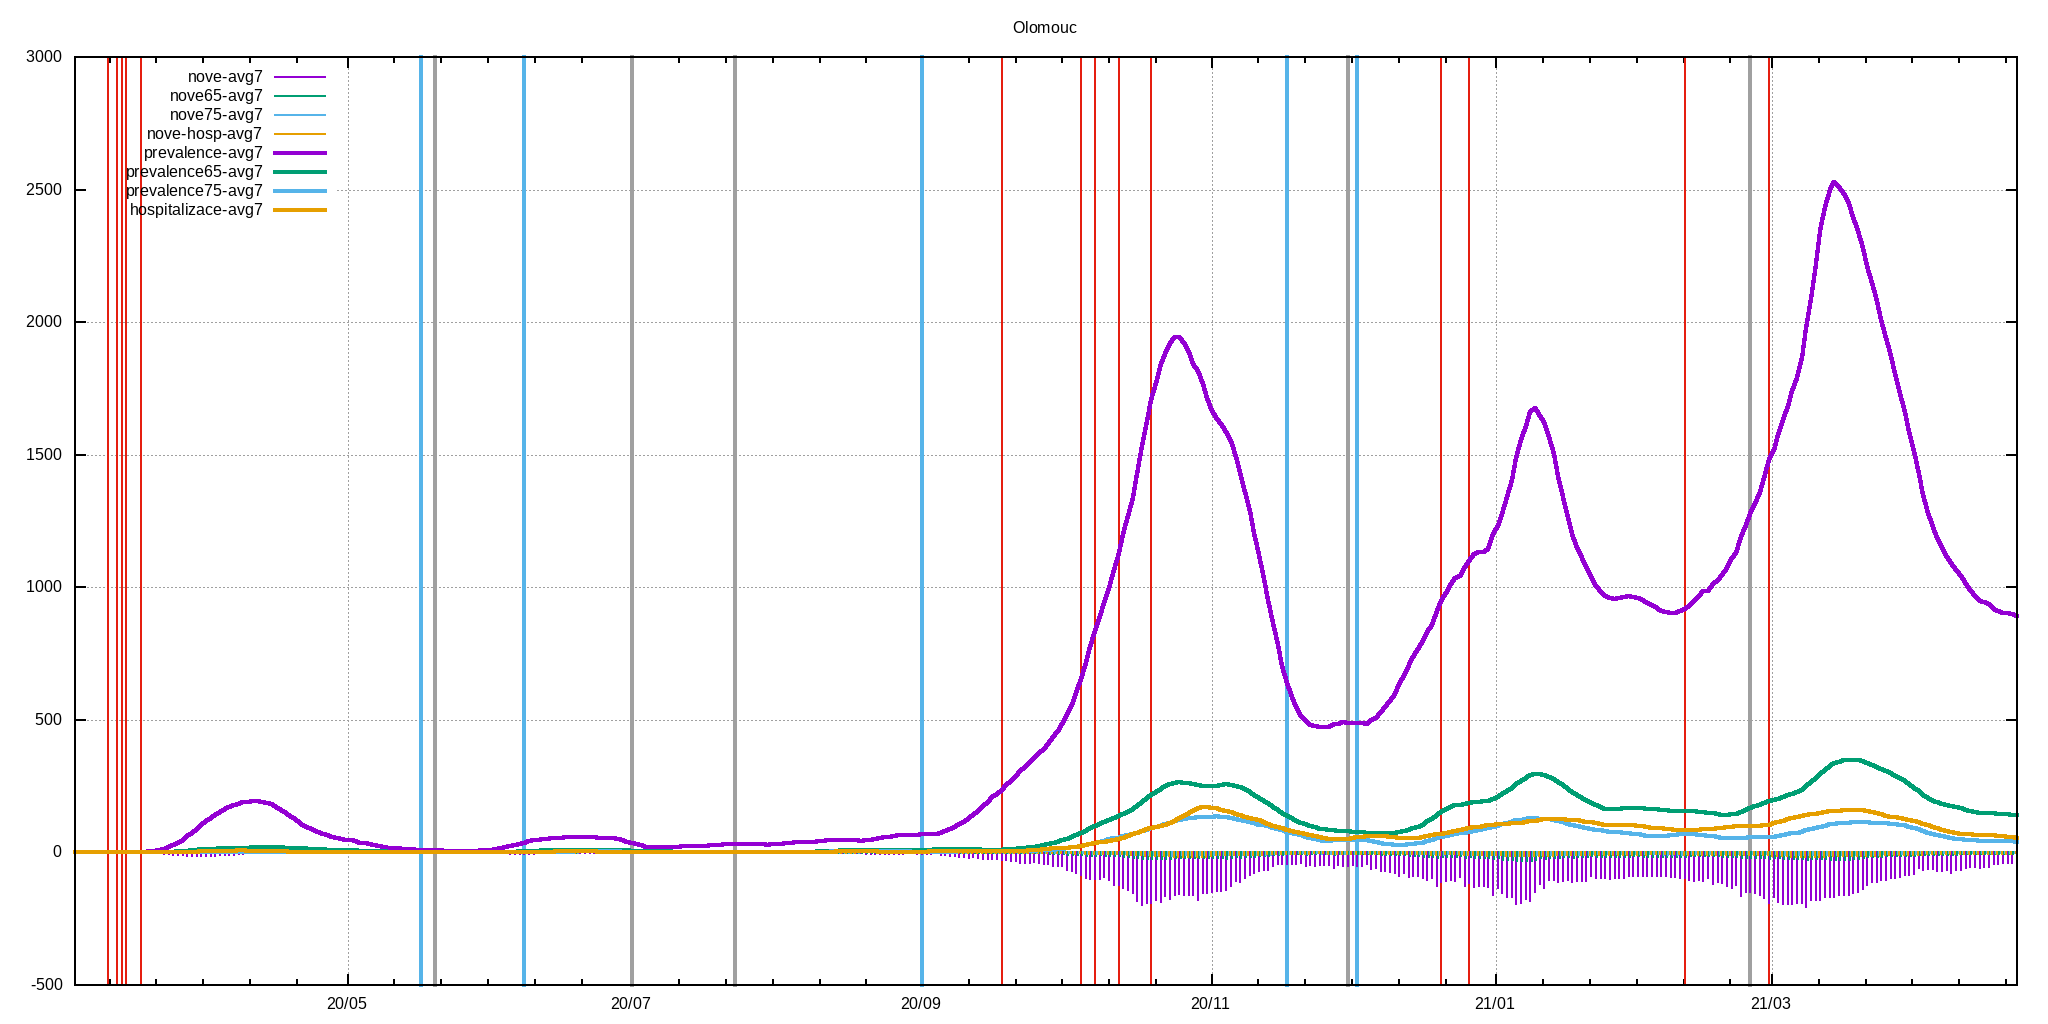 Olomouc
3000
2500
2000
1500
1000
500
0
-500
nove-avg7
nove65-avg7
nove75-avg7
nove-hosp-avg7
prevalence-avg7
prevalence65-avg7
prevalence75-avg7
hospitalizace-avg7
20/05 20/07 20/09 20/11 21/01 21/03